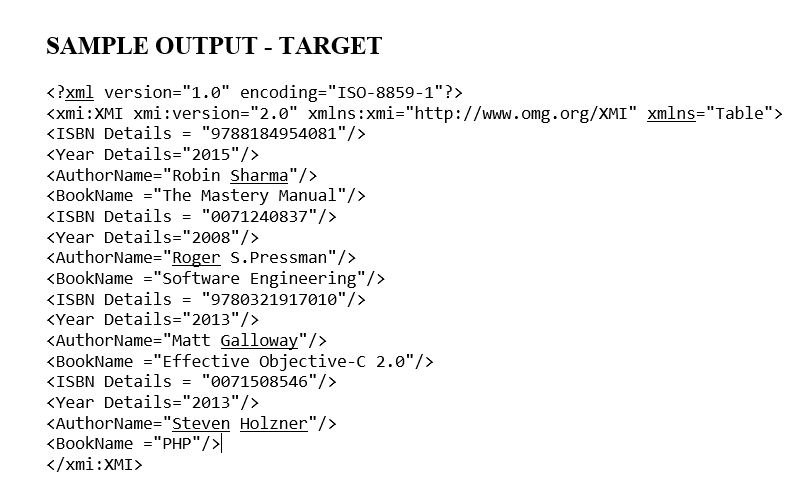 SAMPLE OUTPUT - TARGET
<?xml version="1.0" encoding="ISO-8859-1"?>
<xmi:XMI xmi:version="2.0" xmlns:xmi="http://www.omg.org/XMI" xmlns="Table">
<ISBN Details = "9788184954081"/>
<Year Details="2015"/>
<AuthorName="Robin Sharma"/>
<BookName ="The Mastery Manual"/>
<ISBN Details = "0071240837"/>
<Year Details="2008"/>
<AuthorName="Roger S.Pressman"/>
<BookName ="Software Engineering"/>
<ISBN Details = "9780321917010"/>
<Year Details="2013"/>
<AuthorName="Matt Galloway"/>
<BookName ="Effective Objective-C 2.0"/>
<ISBN Details = "0071508546"/>
<Year Details="2013"/>
<AuthorName="Steven Holzner"/>
<BookName ="PHP"/>
</xmi:XMI>